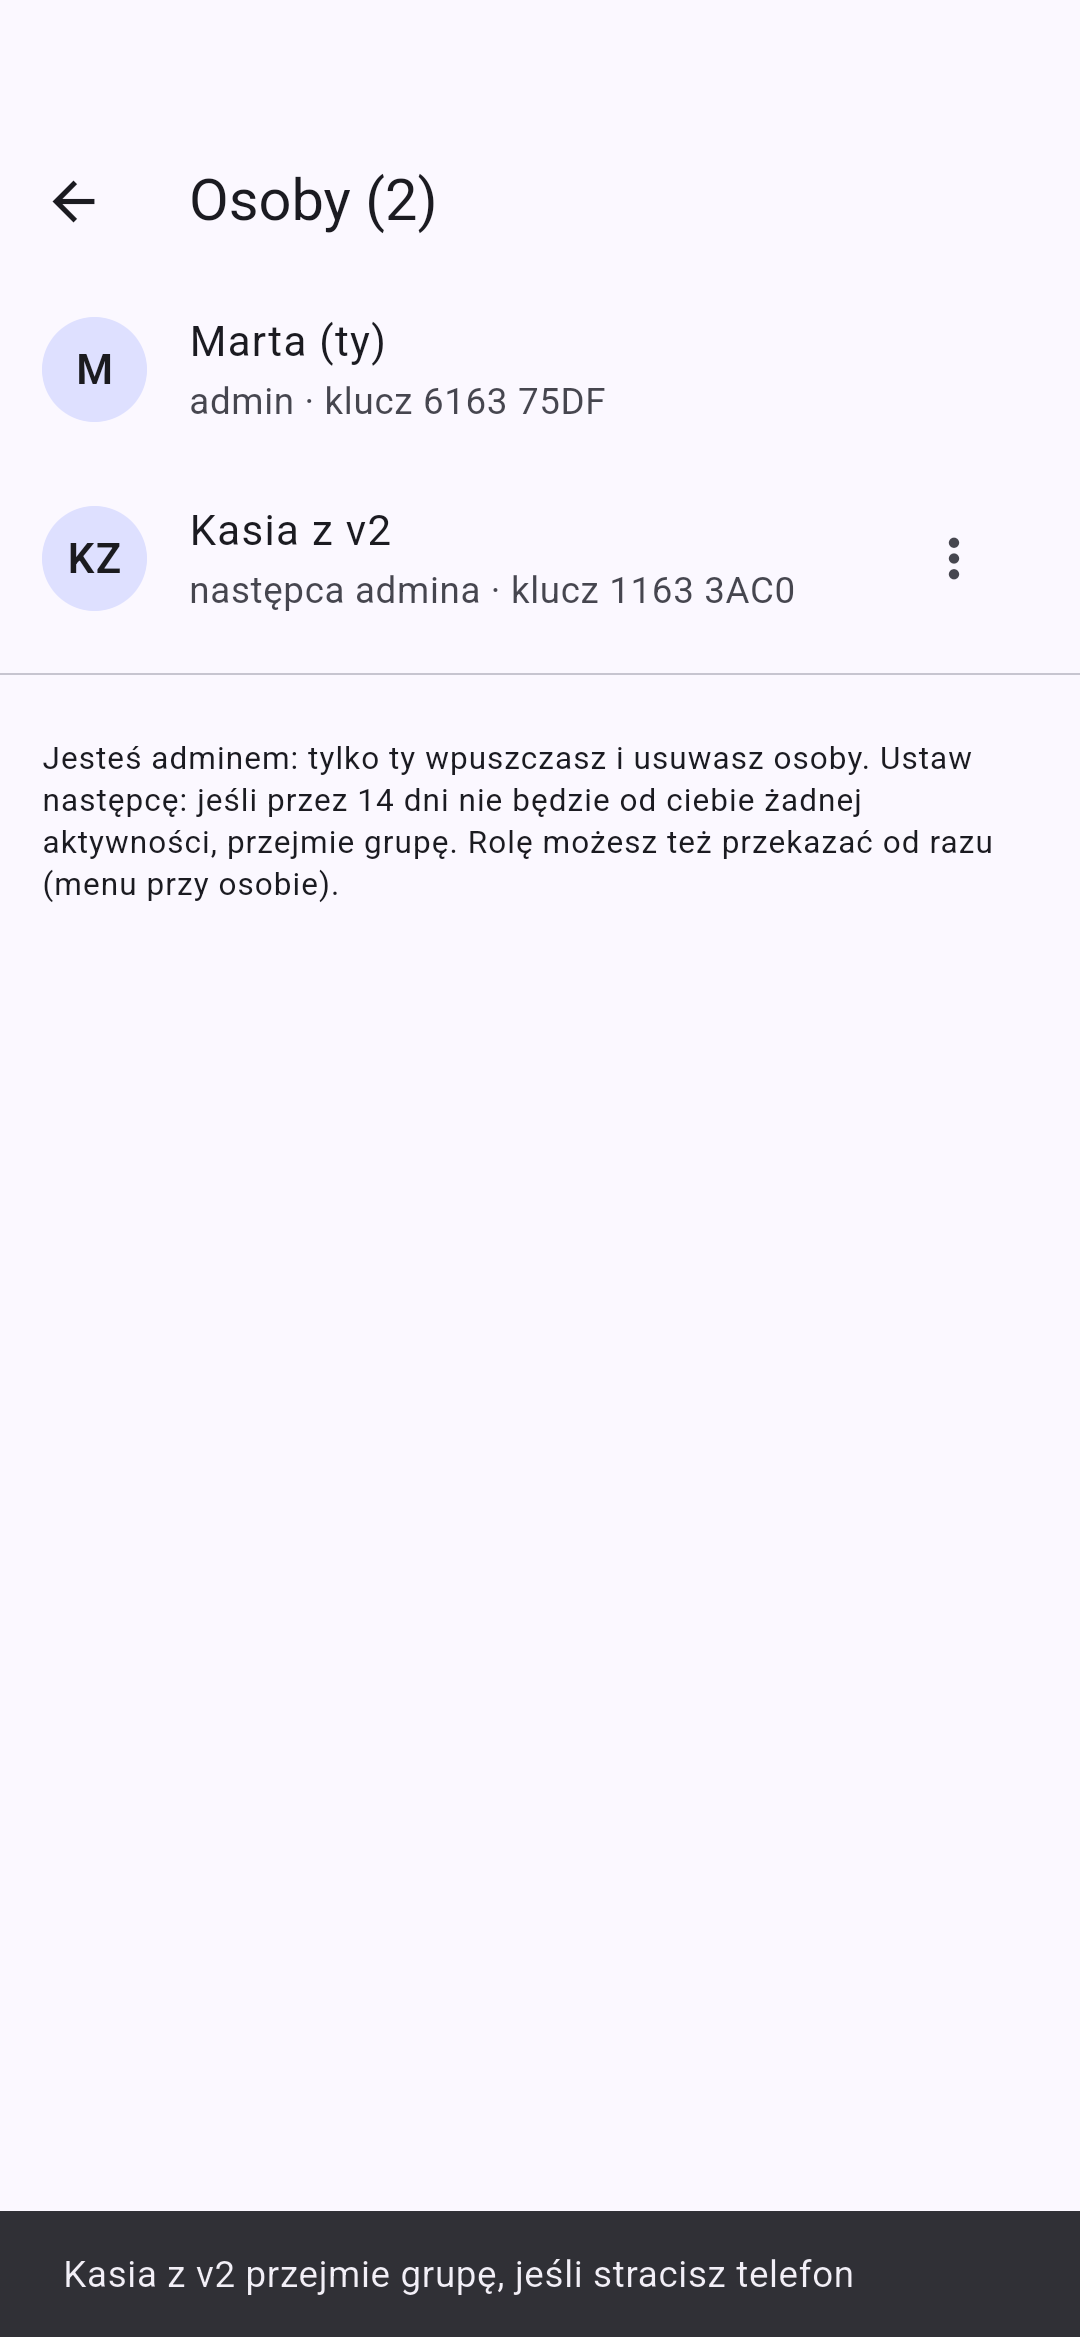 Osoby (2)
M
Marta (ty)
admin · klucz 6163 75DF
KZ
Kasia z v2
następca admina · klucz 1163 3AC0
Jesteś adminem: tylko ty wpuszczasz i usuwasz osoby. Ustaw
następcę: jeśli przez 14 dni nie będzie od ciebie żadnej
aktywności, przejmie grupę. Rolę możesz też przekazać od razu
(menu przy osobie).
Kasia z v2 przejmie grupę, jeśli stracisz telefon